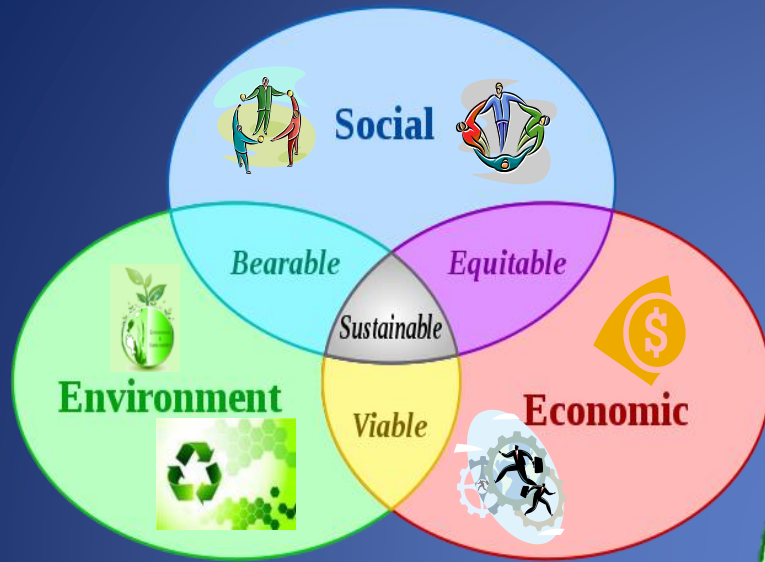 Social
Bearable
Equitable
Sustainable
Environment
Economic
Viable
$